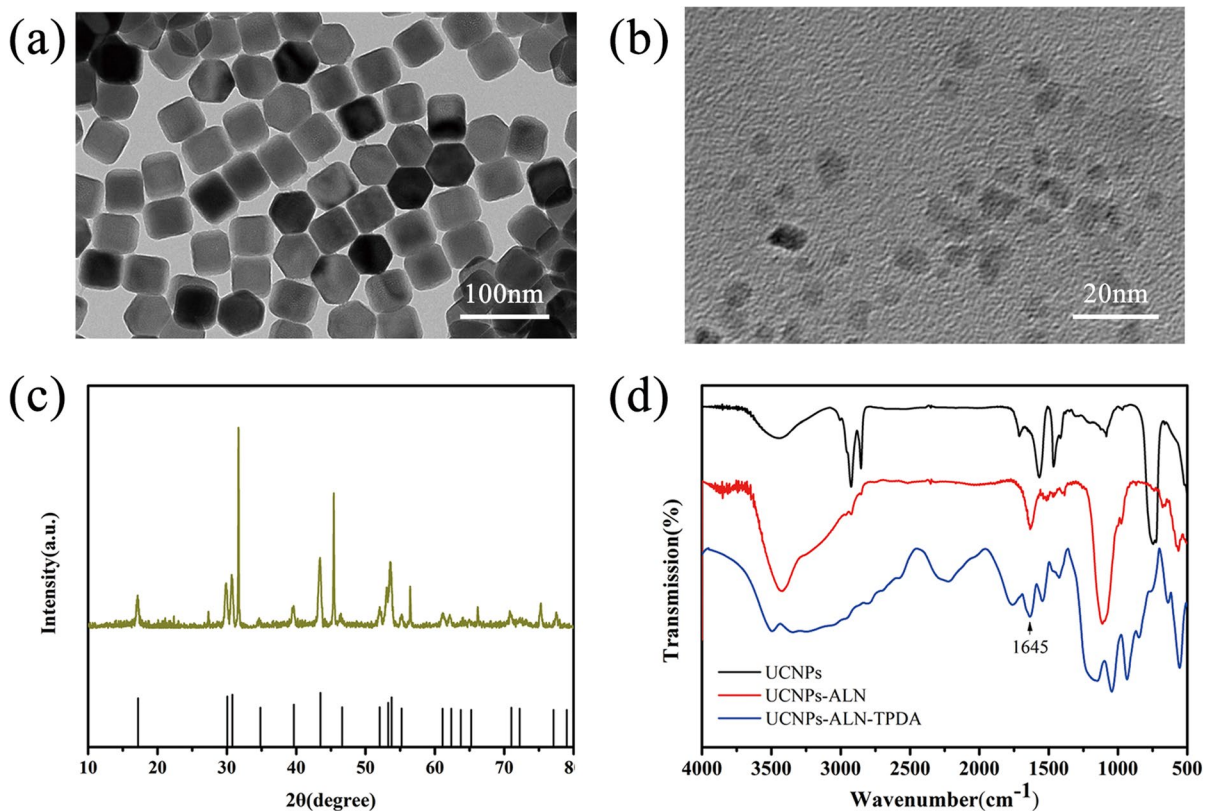 (a)
100nm
(b)
20nm
(c)
Intensity(a.u.)
10 20 30 40 50 60 70 80
2θ(degree)
(d)
Transmission(%)
1645
UCNPs
UCNPs-ALN
UCNPs-ALN-TPDA
4000 3500 3000 2500 2000 1500 1000 500
Wavenumber(cm⁻¹)